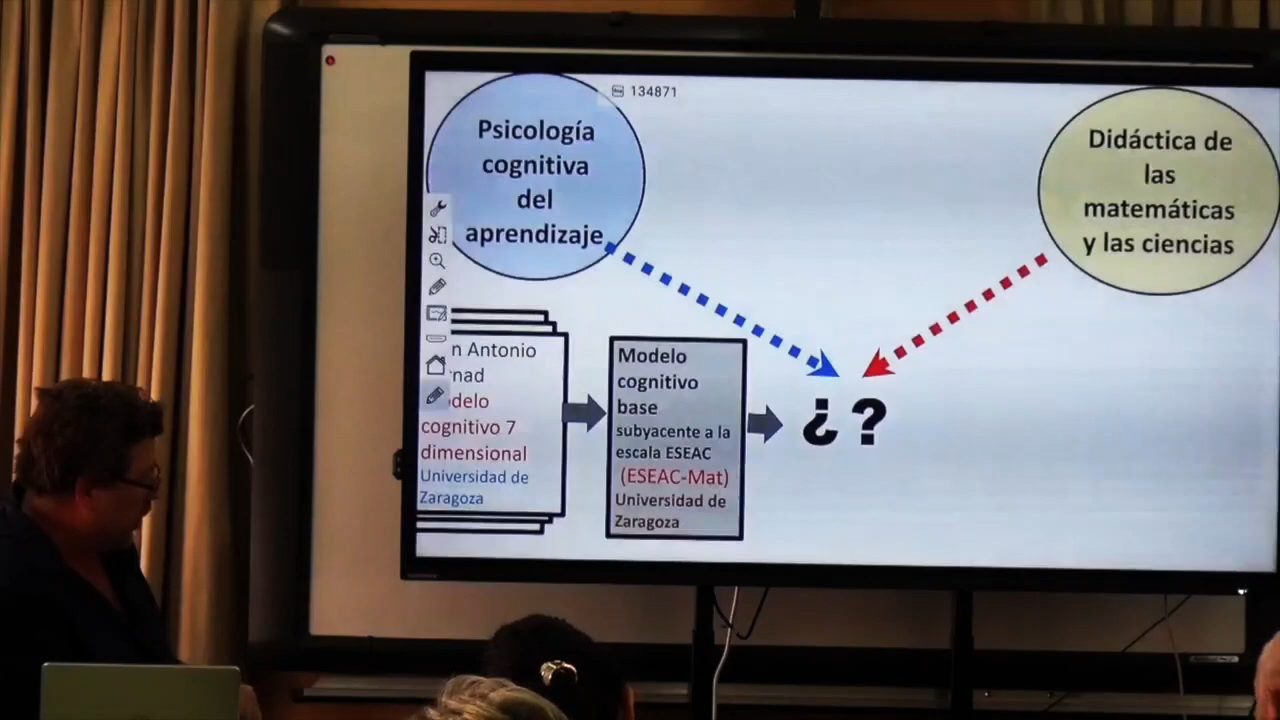 134871
Psicología
cognitiva
del
aprendizaje
Didáctica de
las
matemáticas
y las ciencias
n Antonio
nad
delo
cognitivo 7
dimensional
Universidad de
Zaragoza
Modelo
cognitivo
base
subyacente a la
escala ESEAC
(ESEAC-Mat)
Universidad de
Zaragoza
¿?